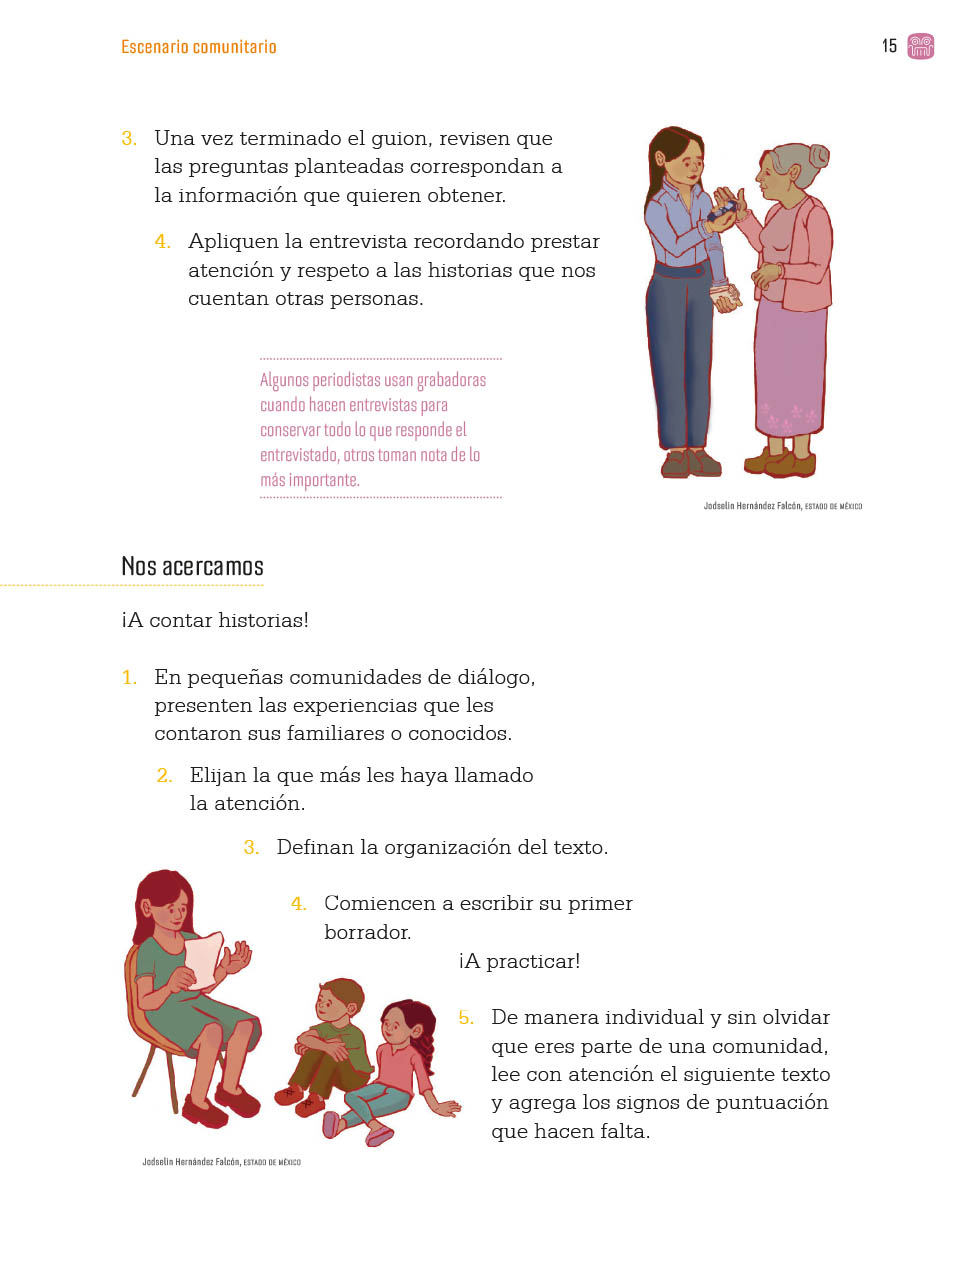 Escenario comunitario
15
3. Una vez terminado el guion, revisen que
las preguntas planteadas correspondan a
la información que quieren obtener.
4. Apliquen la entrevista recordando prestar
atención y respeto a las historias que nos
cuentan otras personas.
Algunos periodistas usan grabadoras
cuando hacen entrevistas para
conservar todo lo que responde el
entrevistado, otros toman nota de lo
más importante.
Jodselin Hernández Falcón, ESTADO DE MÉXICO
Nos acercamos
¡A contar historias!
1. En pequeñas comunidades de diálogo,
presenten las experiencias que les
contaron sus familiares o conocidos.
2. Elijan la que más les haya llamado
la atención.
3. Definan la organización del texto.
4. Comiencen a escribir su primer
borrador.
¡A practicar!
5. De manera individual y sin olvidar
que eres parte de una comunidad,
lee con atención el siguiente texto
y agrega los signos de puntuación
que hacen falta.
Jodselin Hernández Falcón, ESTADO DE MÉXICO